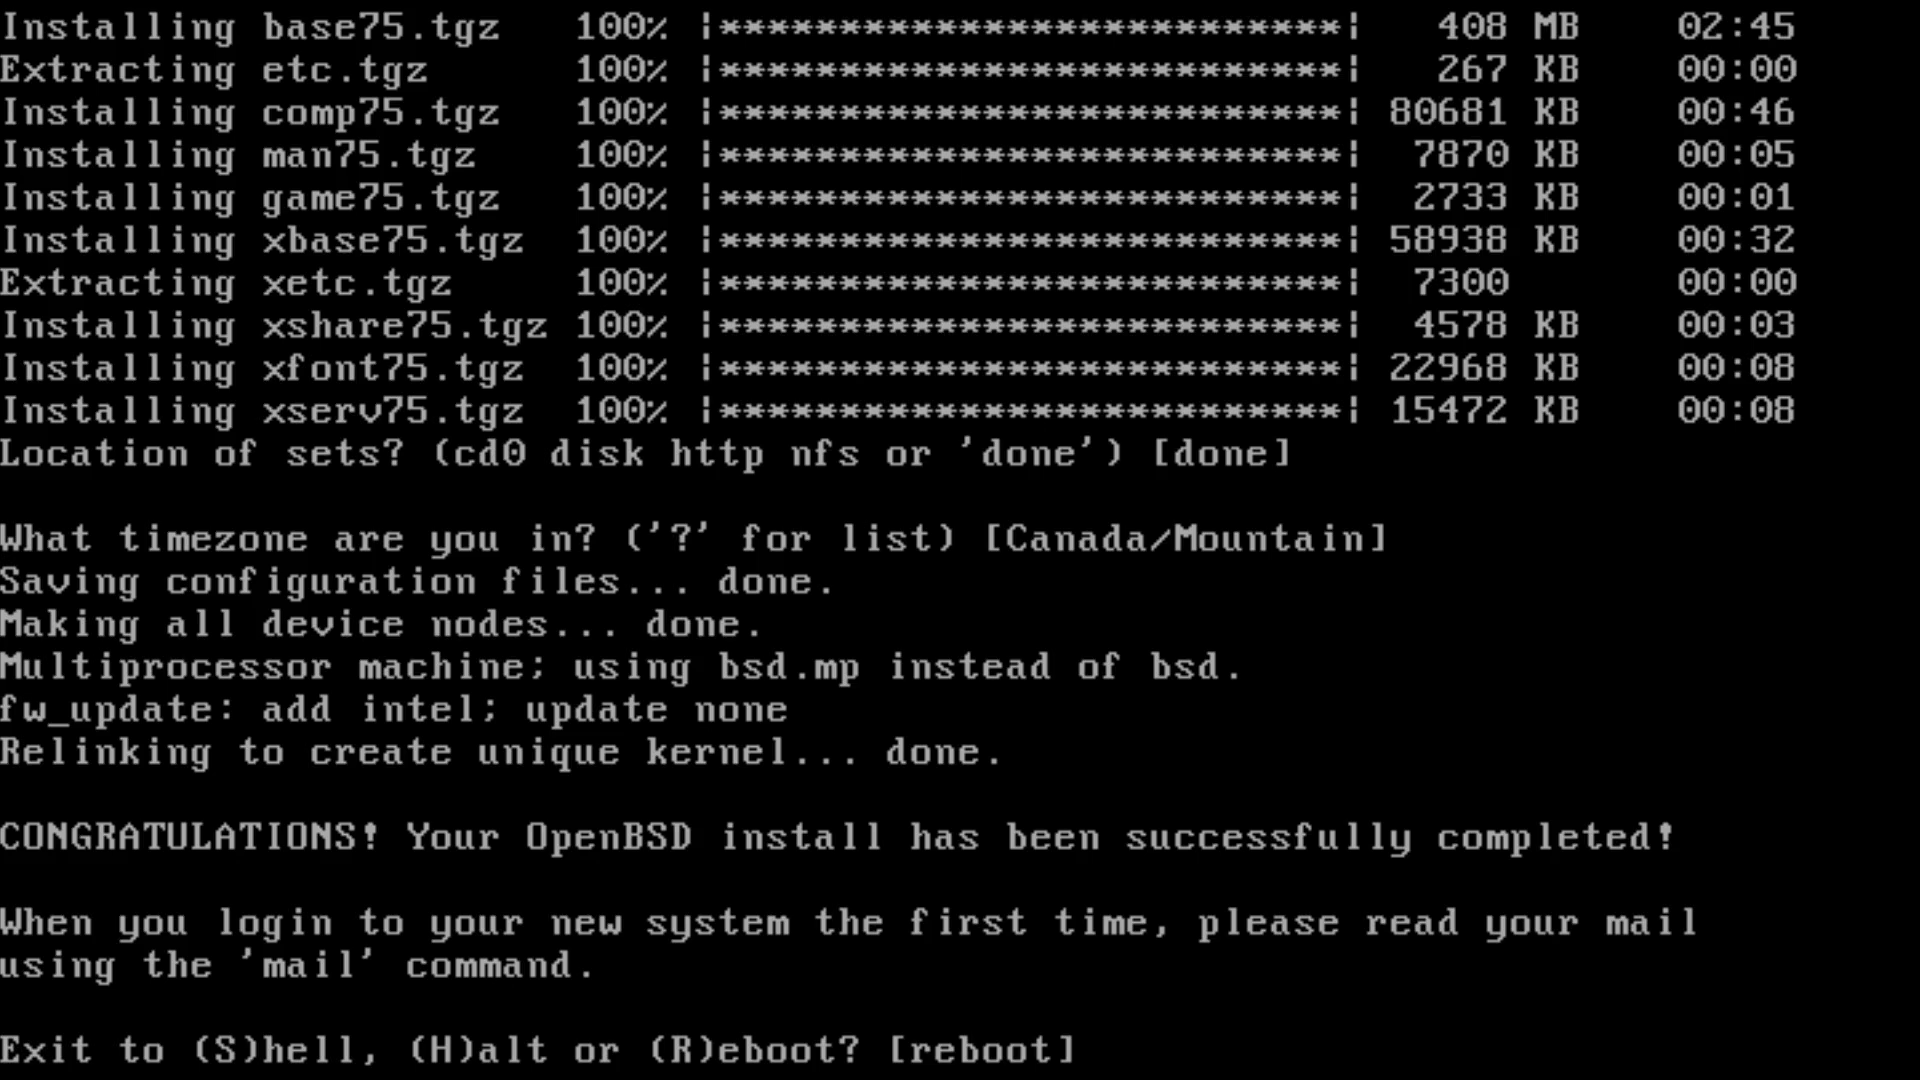 Installing base75.tgz   100% |**************************|   408 MB    02:45
Extracting etc.tgz      100% |**************************|   267 KB    00:00
Installing comp75.tgz   100% |**************************| 80681 KB    00:46
Installing man75.tgz    100% |**************************|  7870 KB    00:05
Installing game75.tgz   100% |**************************|  2733 KB    00:01
Installing xbase75.tgz  100% |**************************| 58938 KB    00:32
Extracting xetc.tgz     100% |**************************|  7300       00:00
Installing xshare75.tgz 100% |**************************|  4578 KB    00:03
Installing xfont75.tgz  100% |**************************| 22968 KB    00:08
Installing xserv75.tgz  100% |**************************| 15472 KB    00:08
Location of sets? (cd0 disk http nfs or 'done') [done]
What timezone are you in? ('?' for list) [Canada/Mountain]
Saving configuration files... done.
Making all device nodes... done.
Multiprocessor machine; using bsd.mp instead of bsd.
fw_update: add intel; update none
Relinking to create unique kernel... done.
CONGRATULATIONS! Your OpenBSD install has been successfully completed!
When you login to your new system the first time, please read your mail
using the 'mail' command.
Exit to (S)hell, (H)alt or (R)eboot? [reboot]